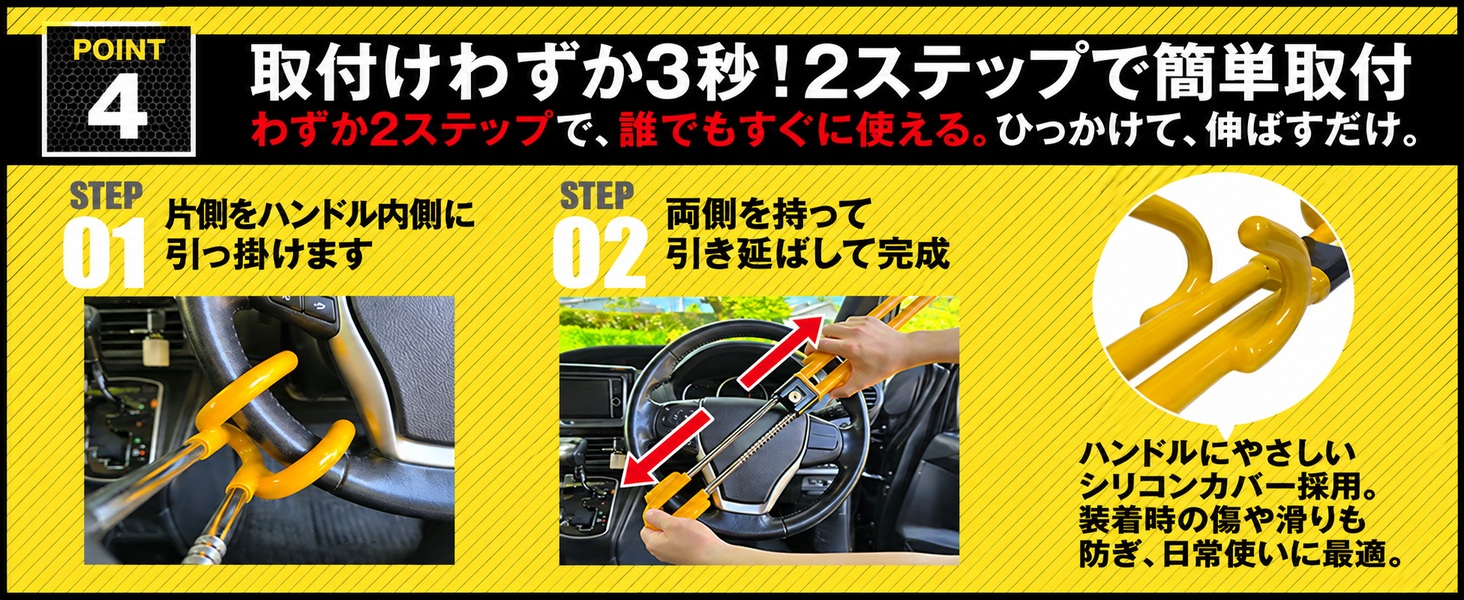 POINT
4
取付けわずか3秒!2ステップで簡単取付
わずか2ステップで、誰でもすぐに使える。ひっかけて、伸ばすだけ。
STEP
01
片側をハンドル内側に
引っ掛けます
STEP
02
両側を持って
引き延ばして完成
ハンドルにやさしい
シリコンカバー採用。
装着時の傷や滑りも
防ぎ、日常使いに最適。